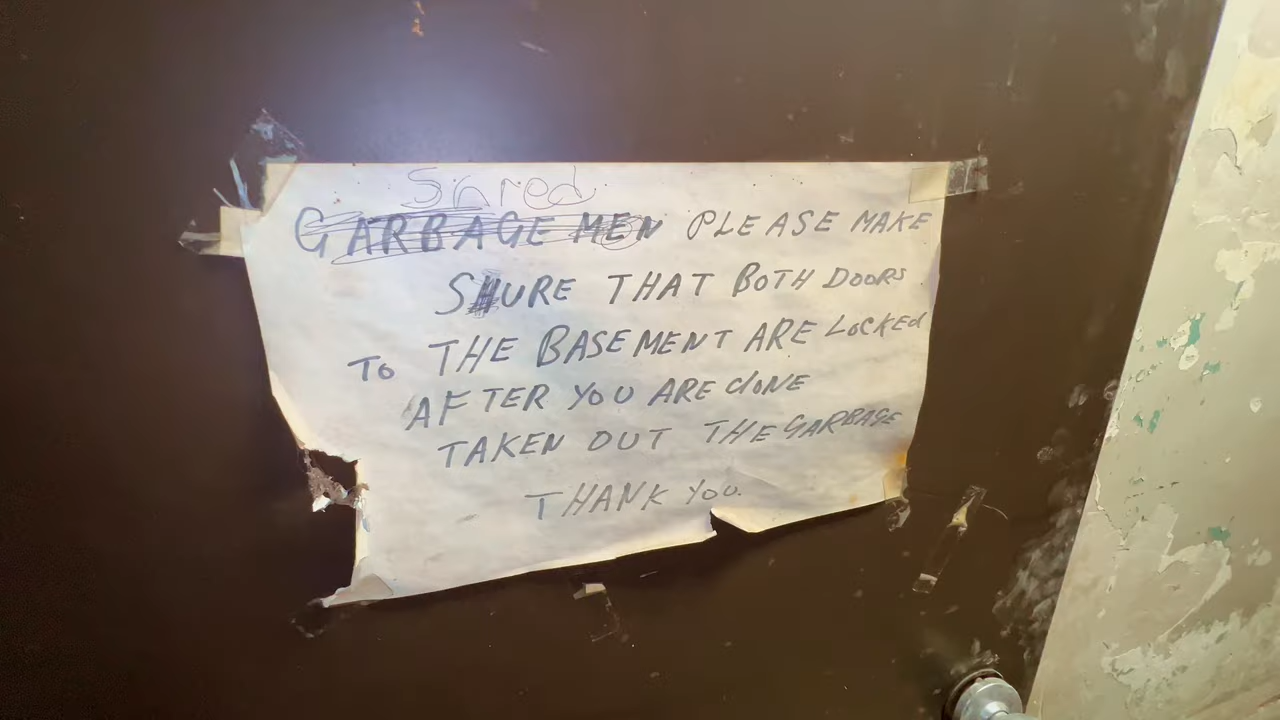 Shred
GARBAGE MEN PLEASE MAKE
SURE THAT BOTH DOORS
TO THE BASEMENT ARE LOCKED
AFTER YOU ARE dONE
TAKEN OUT THE GARBAGE
THANK YOU.